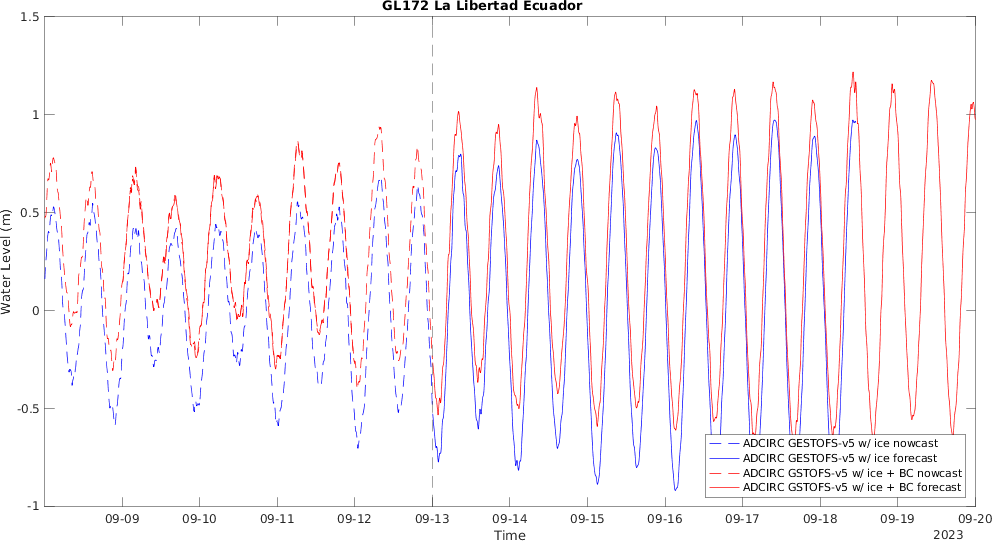 GL172 La Libertad Ecuador
1.5
1
0.5
0
-0.5
-1
Water Level (m)
09-09
09-10
09-11
09-12
09-13
09-14
09-15
09-16
09-17
09-18
09-19
09-20
Time
2023
ADCIRC GESTOFS-v5 w/ ice nowcast
ADCIRC GESTOFS-v5 w/ ice forecast
ADCIRC GSTOFS-v5 w/ ice + BC nowcast
ADCIRC GSTOFS-v5 w/ ice + BC forecast